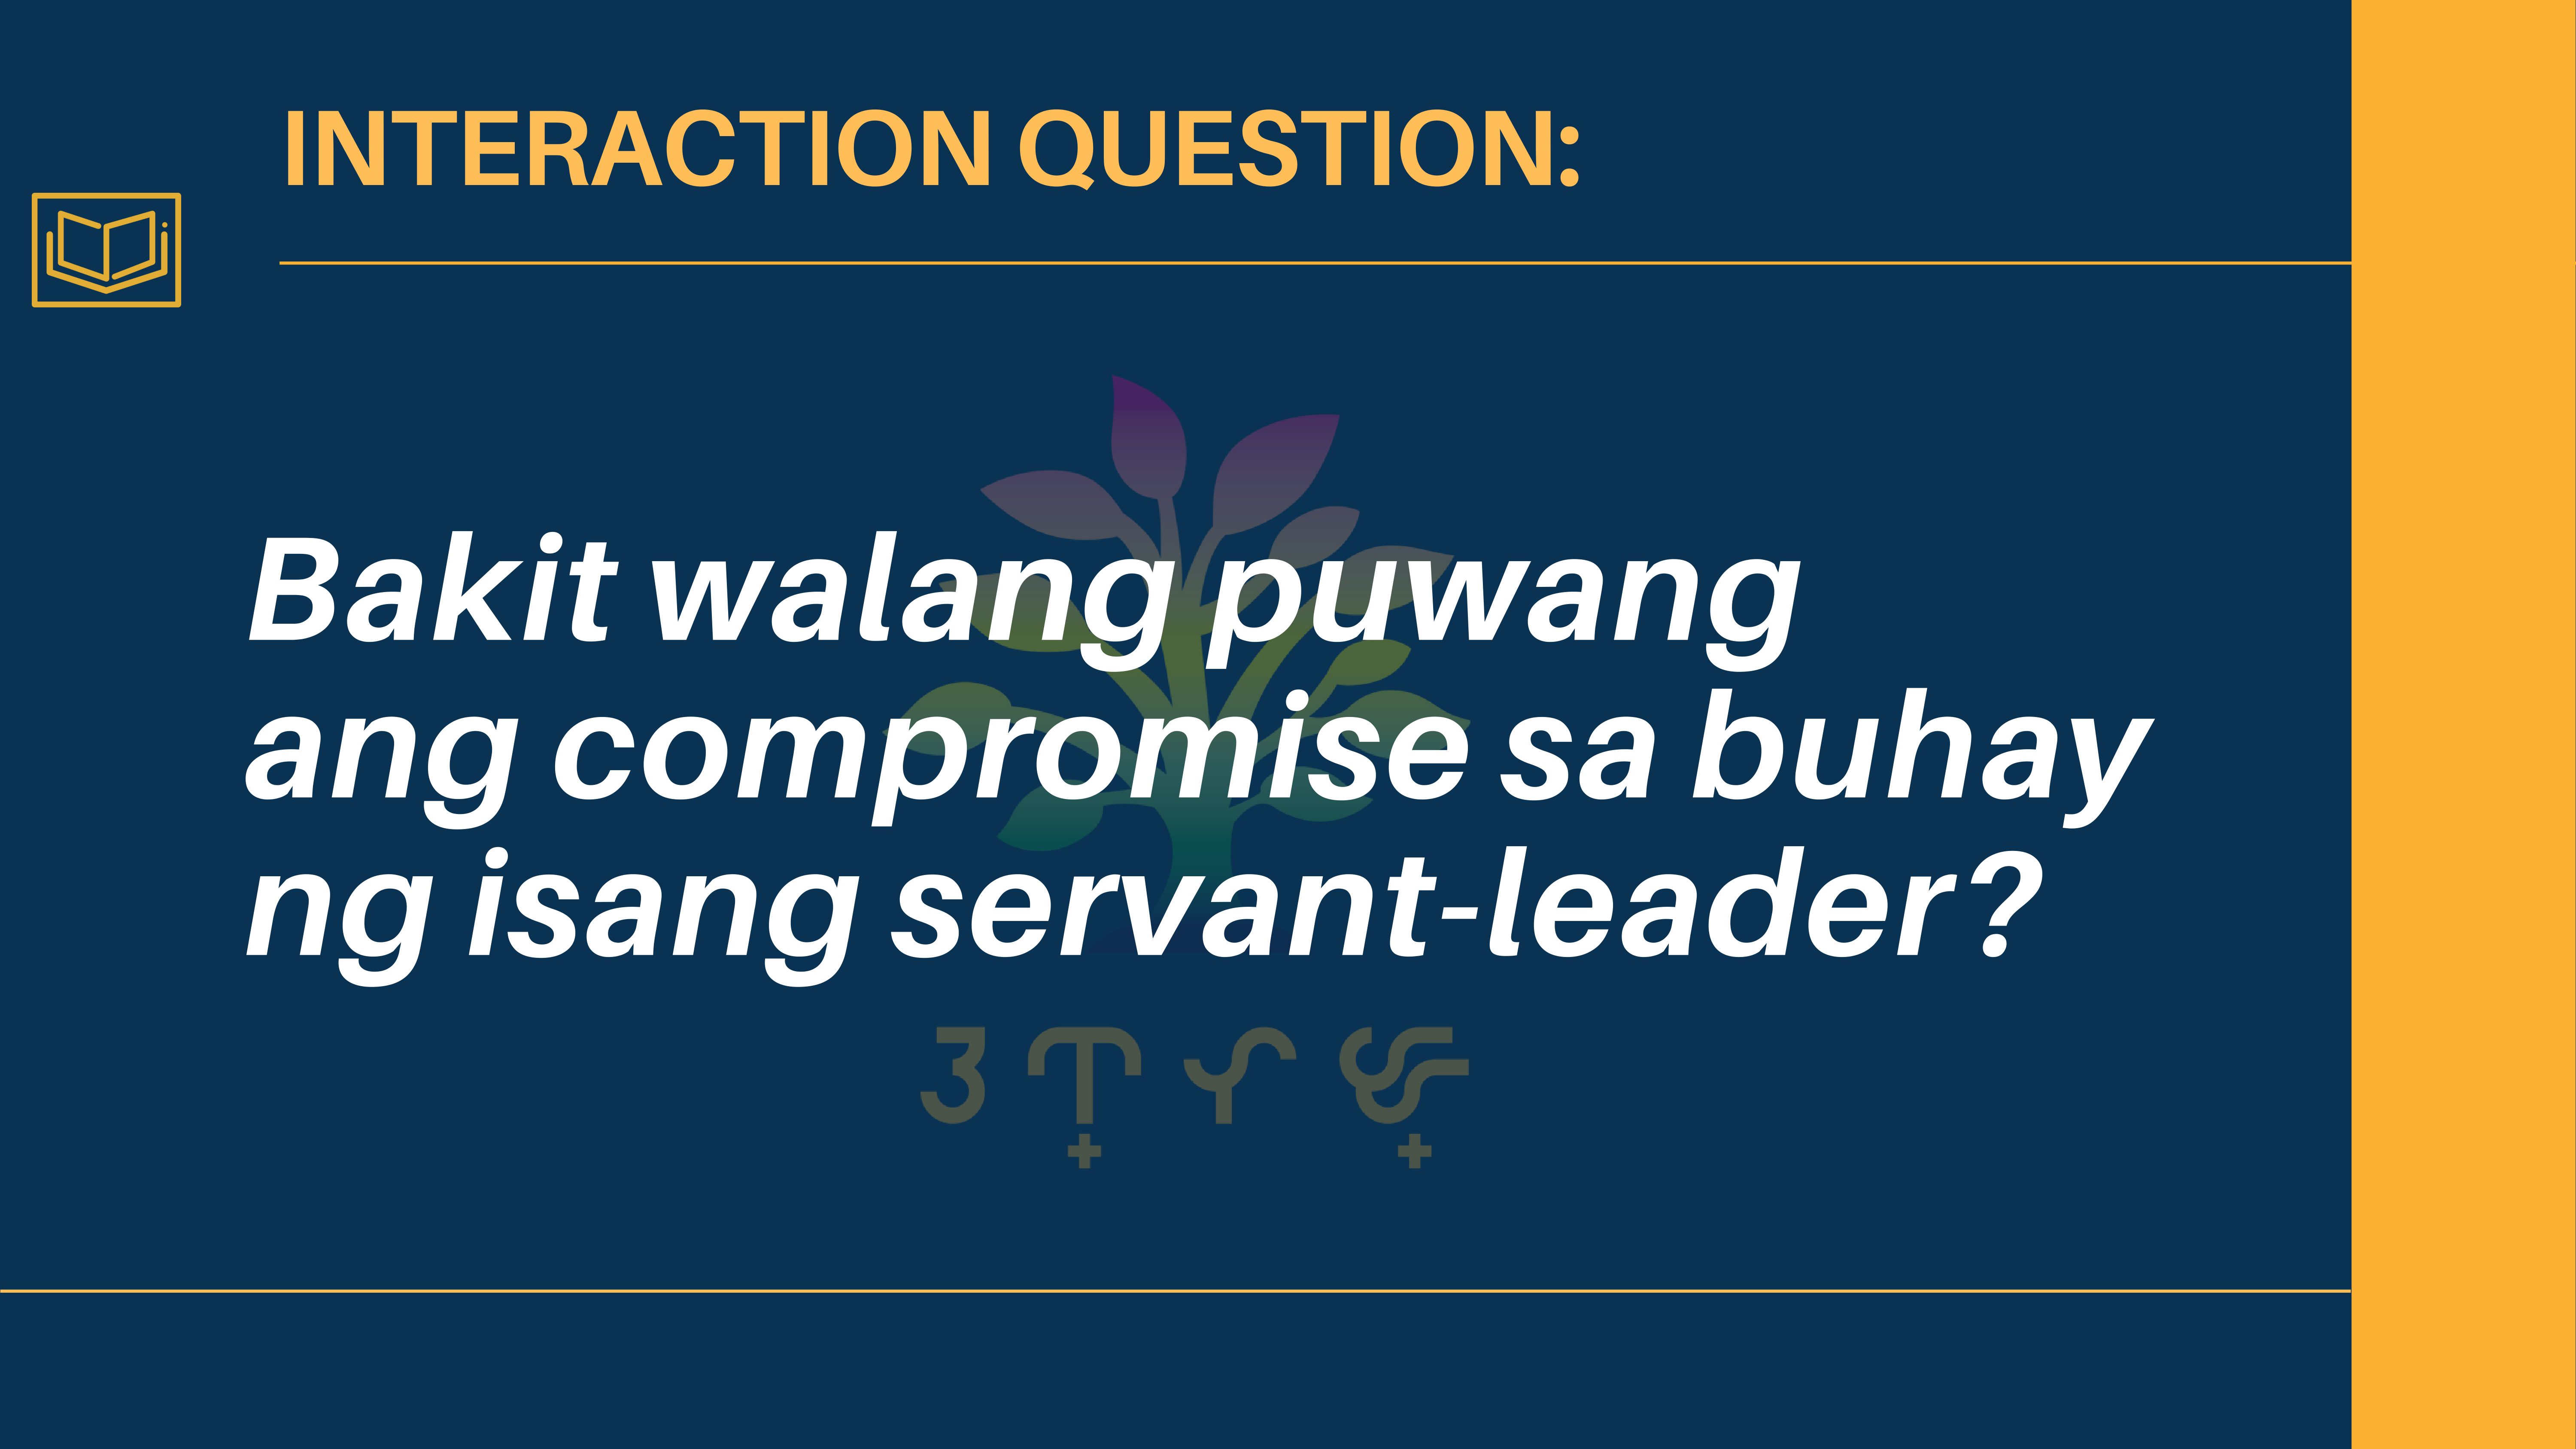 INTERACTION QUESTION:
Bakit walang puwang
ang compromise sa buhay
ng isang servant-leader?